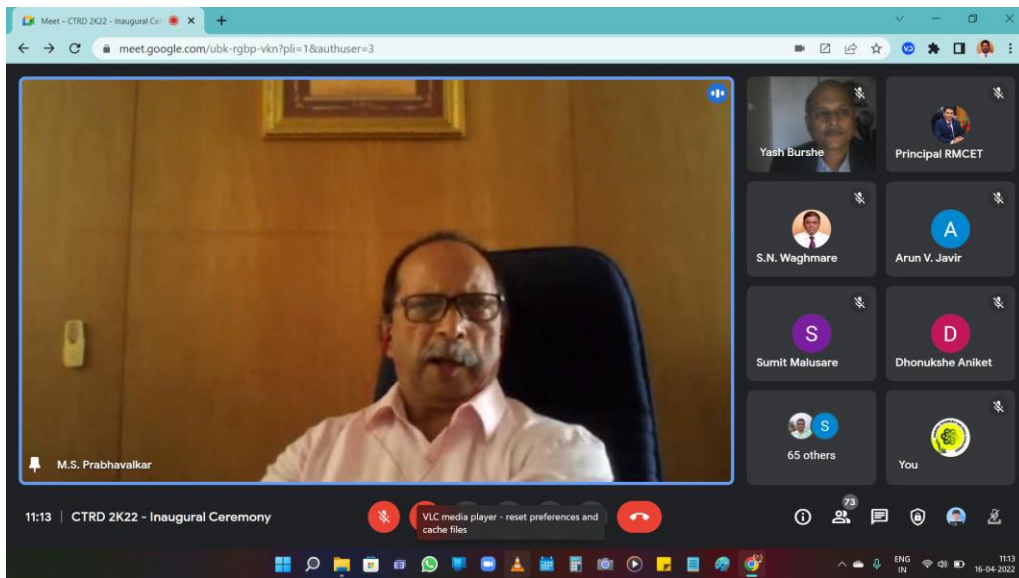 Meet - CTRD 2K22 - Inaugural Cer
meet.google.com/ubk-rgbp-vkn?pli=1&authuser=3
Yash Burshe
Principal RMCET
S.N. Waghmare
A
Arun V. Javir
S
Sumit Malusare
D
Dhonukshe Aniket
S
65 others
You
M.S. Prabhavalkar
11:13 | CTRD 2K22 - Inaugural Ceremony
VLC media player - reset preferences and
cache files
73
ENG
IN
11:13
16-04-2022